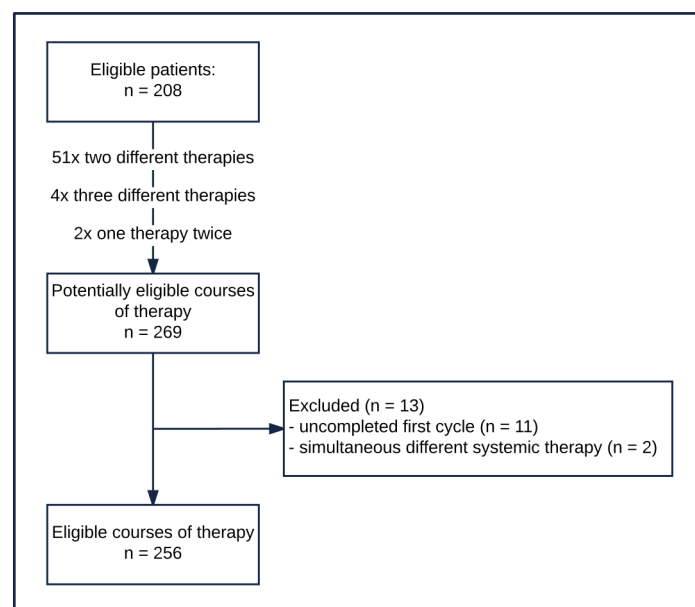 Eligible patients:
n = 208
51x two different therapies
4x three different therapies
2x one therapy twice
Potentially eligible courses
of therapy
n = 269
Excluded (n = 13)
- uncompleted first cycle (n = 11)
- simultaneous different systemic therapy (n = 2)
Eligible courses of therapy
n = 256